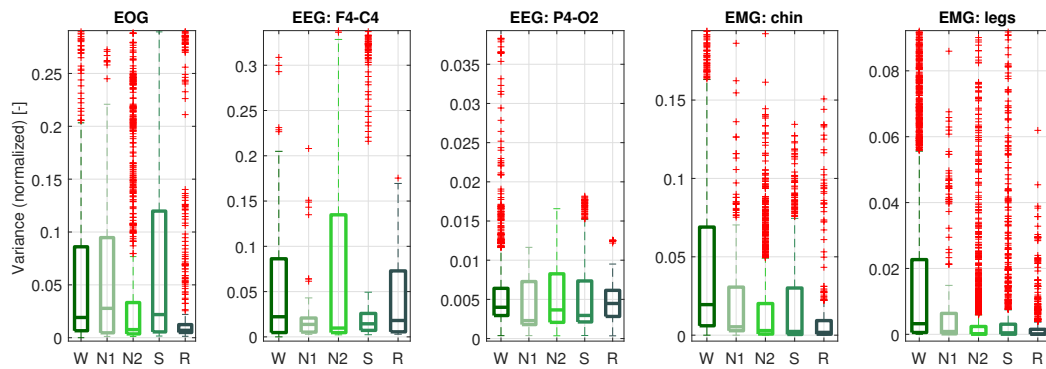 EOG
EEG: F4-C4
EEG: P4-O2
EMG: chin
EMG: legs
Variance (normalized) [-]
0.25
0.2
0.15
0.1
0.05
0
W N1 N2 S R
0.3
0.25
0.2
0.15
0.1
0.05
0
W N1 N2 S R
0.035
0.03
0.025
0.02
0.015
0.01
0.005
0
W N1 N2 S R
0.15
0.1
0.05
0
W N1 N2 S R
0.08
0.06
0.04
0.02
0
W N1 N2 S R